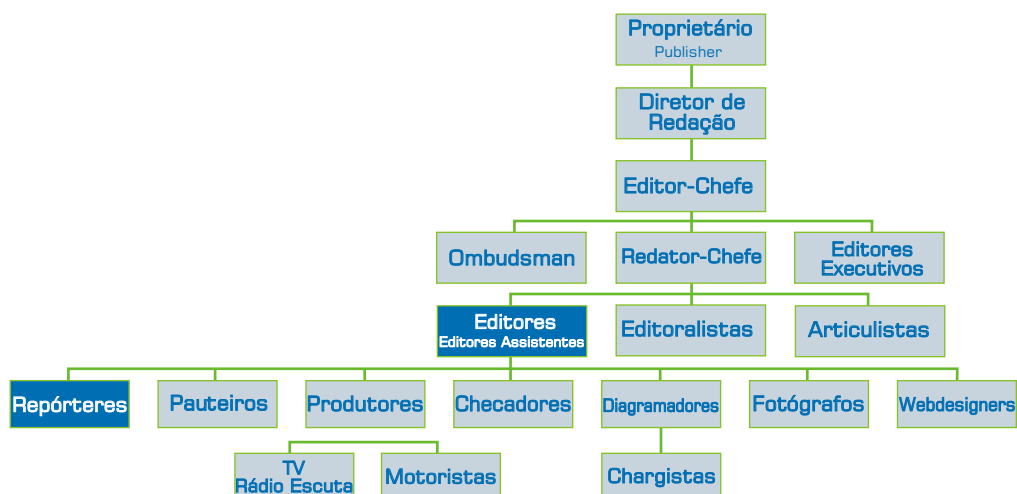 Proprietário
Publisher
Diretor de
Redação
Editor-Chefe
Ombudsman
Redator-Chefe
Editores
Executivos
Editores
Editores Assistentes
Editoralistas
Articulistas
Repórteres
Pauteiros
Produtores
Checadores
Diagramadores
Fotógrafos
Webdesigners
TV
Rádio Escuta
Motoristas
Chargistas